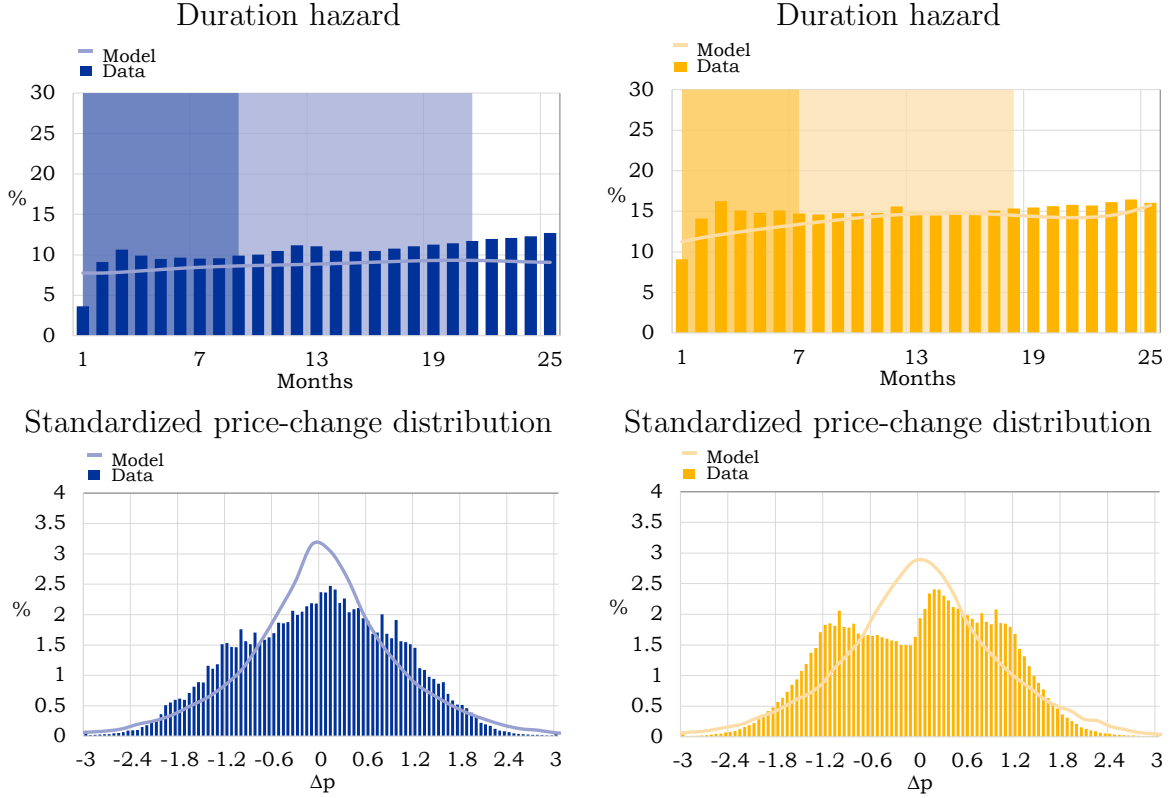 Duration hazard
Model
Data
30
25
20
%
15
10
5
0
1 7 13 19 25
Months
Duration hazard
Model
Data
30
25
20
%
15
10
5
0
1 7 13 19 25
Months
Standardized price-change distribution
Model
Data
4
3.5
3
2.5
%
2
1.5
1
0.5
0
-3 -2.4 -1.8 -1.2 -0.6 0 0.6 1.2 1.8 2.4 3
Δp
Standardized price-change distribution
Model
Data
4
3.5
3
2.5
%
2
1.5
1
0.5
0
-3 -2.4 -1.8 -1.2 -0.6 0 0.6 1.2 1.8 2.4 3
Δp